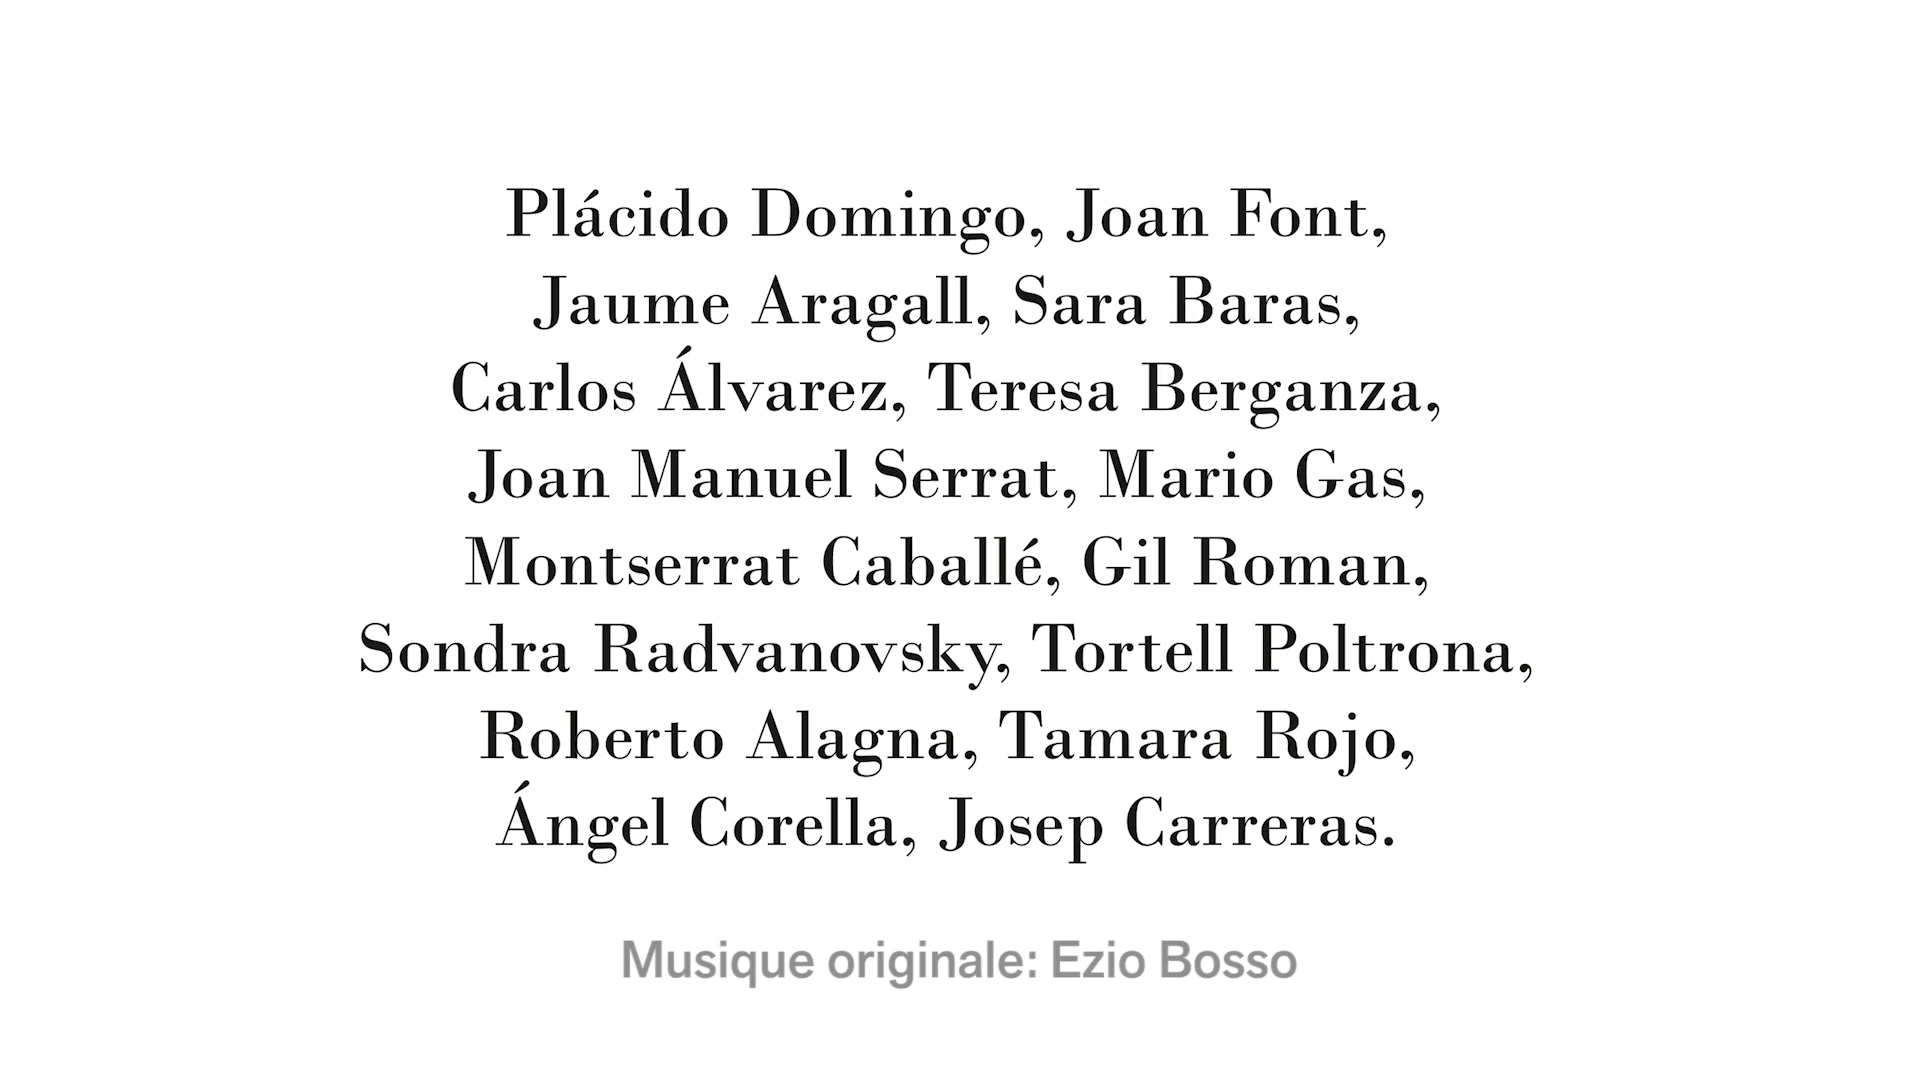 Plácido Domingo, Joan Font,
Jaume Aragall, Sara Baras,
Carlos Álvarez, Teresa Berganza,
Joan Manuel Serrat, Mario Gas,
Montserrat Caballé, Gil Roman,
Sondra Radvanovsky, Tortell Poltrona,
Roberto Alagna, Tamara Rojo,
Ángel Corella, Josep Carreras.
Musique originale: Ezio Bosso